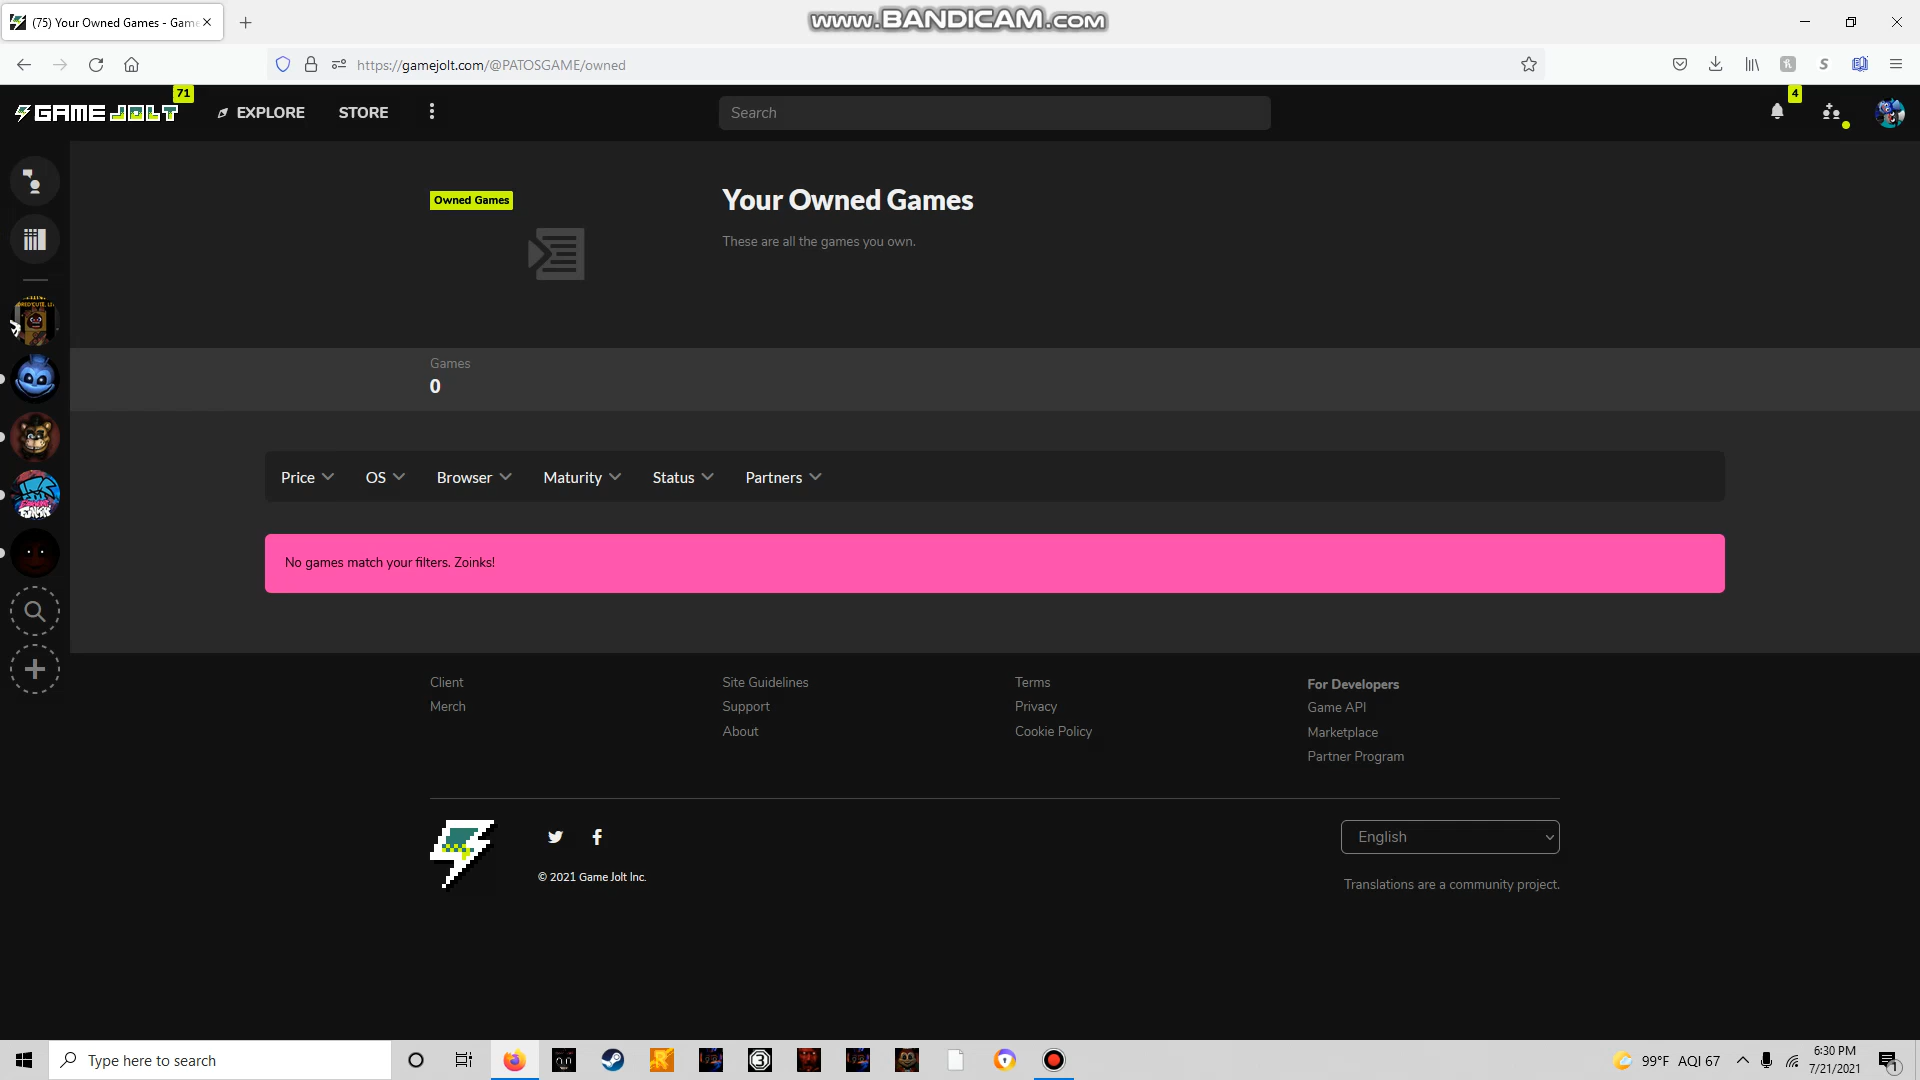 (75) Your Owned Games - Game
www.BANDICAM.com
https://gamejolt.com/@PATOSGAME/owned
GAME JOLT
71
EXPLORE
STORE
Search
4
Owned Games
Your Owned Games
These are all the games you own.
Games
0
Price
OS
Browser
Maturity
Status
Partners
No games match your filters. Zoinks!
Client
Merch
Site Guidelines
Support
About
Terms
Privacy
Cookie Policy
For Developers
Game API
Marketplace
Partner Program
© 2021 Game Jolt Inc.
English
Translations are a community project.
Type here to search
99°F AQI 67
6:30 PM
7/21/2021
1